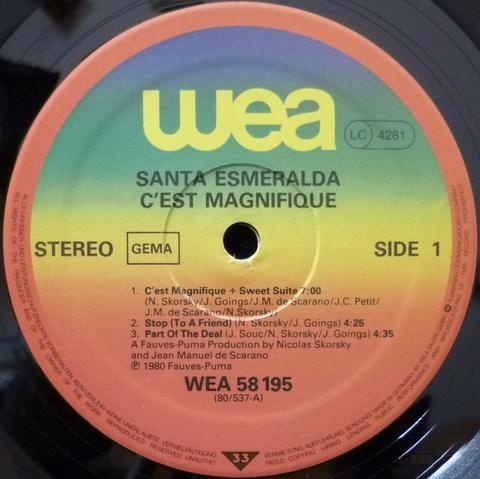 wea
LC 4281
SANTA ESMERALDA
C'EST MAGNIFIQUE
STEREO GEMA SIDE 1
1. C'est Magnifique + Sweet Suite 7:00
(N. Skorsky/J. Goings/J.M. de Scarano/J.C. Petit/
J.M. de Scarano/N.Skorsky)
2. Stop (To A Friend) (N. Skorsky/J. Goings) 4:25
3. Part Of The Deal (J. Souc/N. Skorsky/J. Goings) 4:35
A Fauves-Puma Production by Nicolas Skorsky
and Jean Manuel de Scarano
℗ 1980 Fauves-Puma
WEA 58 195
(80/537-A)
33